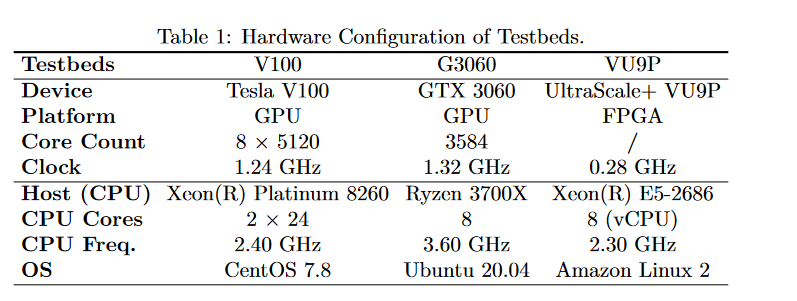 Table 1: Hardware Configuration of Testbeds.
Testbeds V100 G3060 VU9P
Device Tesla V100 GTX 3060 UltraScale+ VU9P
Platform GPU GPU FPGA
Core Count 8 × 5120 3584 /
Clock 1.24 GHz 1.32 GHz 0.28 GHz
Host (CPU) Xeon(R) Platinum 8260 Ryzen 3700X Xeon(R) E5-2686
CPU Cores 2 × 24 8 8 (vCPU)
CPU Freq. 2.40 GHz 3.60 GHz 2.30 GHz
OS CentOS 7.8 Ubuntu 20.04 Amazon Linux 2